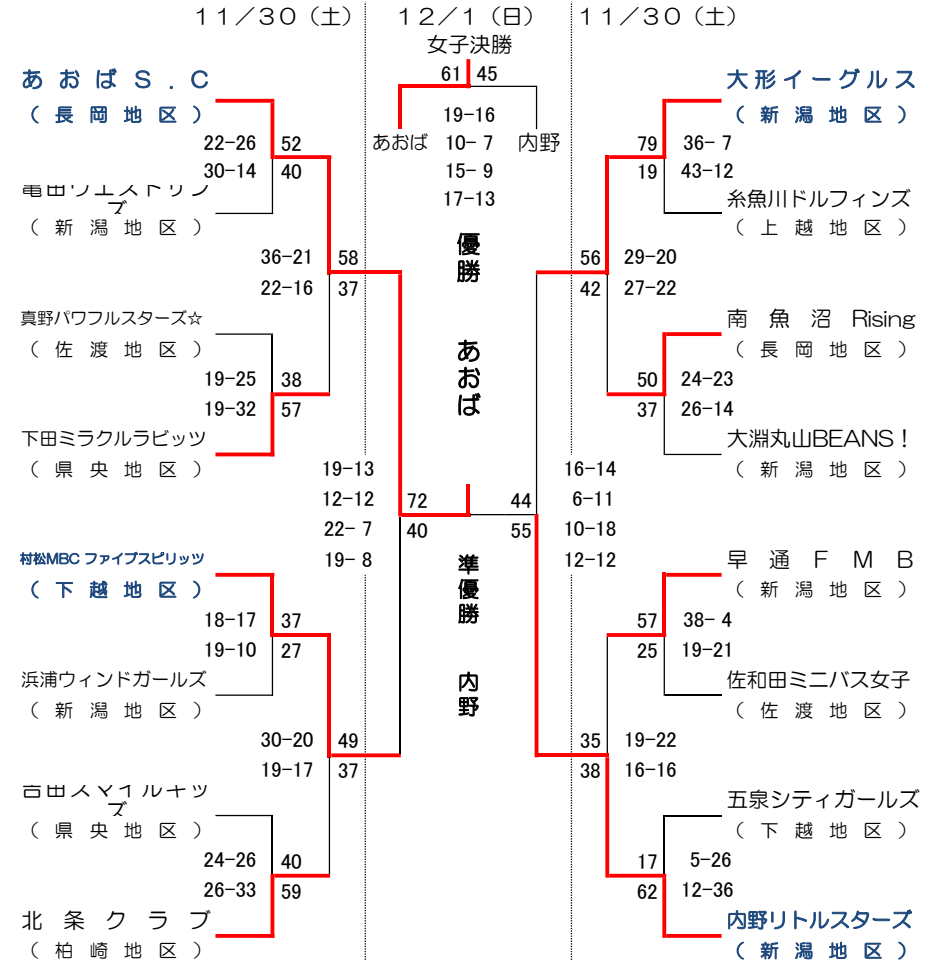 11/30(土)
12/1(日)
11/30(土)
女子決勝
61 45
あおば 内野
19-16
10- 7
15- 9
17-13
優勝 あおば
準優勝 内野
あおばS.C
(長岡地区)
22-26 52
30-14 40
(新潟地区)
36-21 58
22-16 37
真野パワフルスターズ☆
(佐渡地区)
19-25 38
19-32 57
下田ミラクルラビッツ
(県央地区)
19-13
12-12
22- 7
19- 8
72
40
村松MBC ファイブスピリッツ
(下越地区)
18-17 37
19-10 27
浜浦ウィンドガールズ
(新潟地区)
30-20 49
19-17 37
(県央地区)
24-26 40
26-33 59
北条クラブ
(柏崎地区)
大形イーグルス
(新潟地区)
79 36- 7
19 43-12
糸魚川ドルフィンズ
(上越地区)
56 29-20
42 27-22
南魚沼 Rising
(長岡地区)
50 24-23
37 26-14
大淵丸山BEANS!
(新潟地区)
16-14
6-11
10-18
12-12
44
55
早通FMB
(新潟地区)
57 38- 4
25 19-21
佐和田ミニバス女子
(佐渡地区)
35 19-22
38 16-16
五泉シティガールズ
(下越地区)
17 5-26
62 12-36
内野リトルスターズ
(新潟地区)